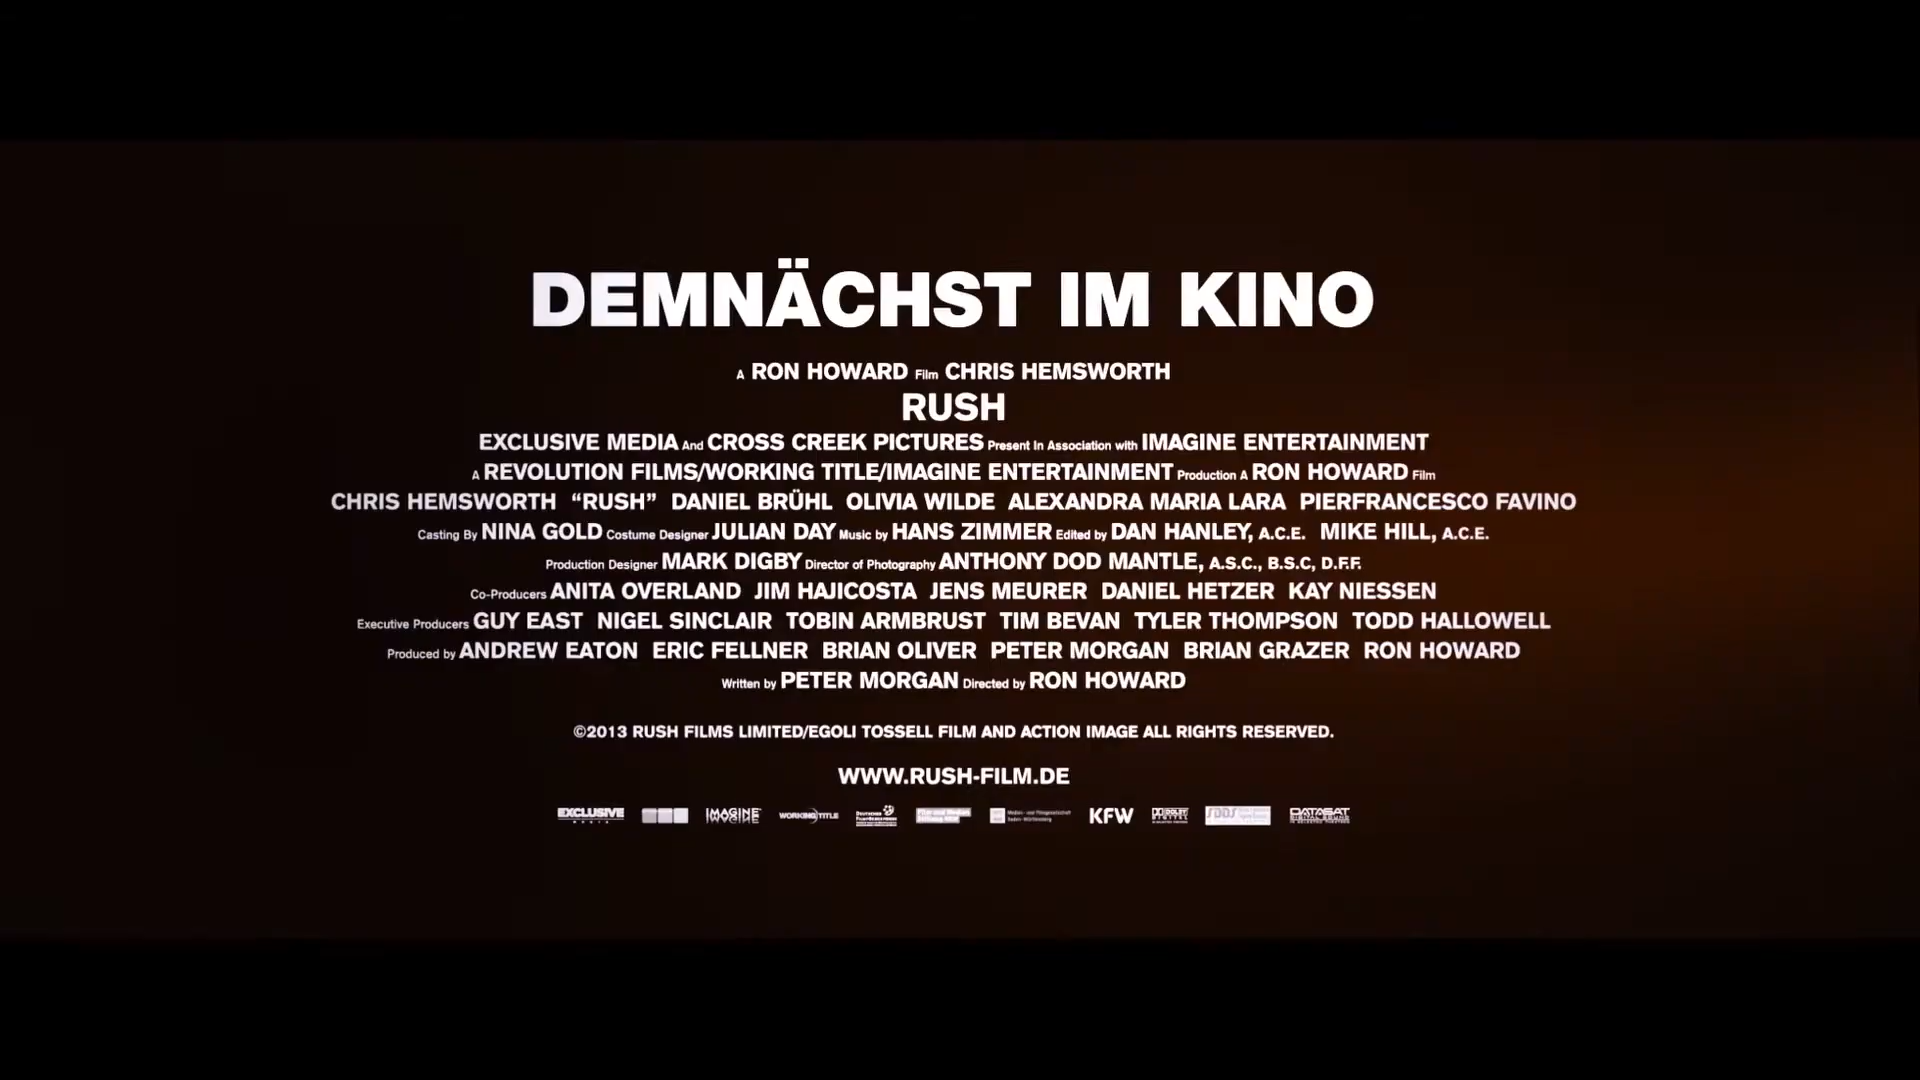 DEMNÄCHST IM KINO
A RON HOWARD Film CHRIS HEMSWORTH
RUSH
EXCLUSIVE MEDIA And CROSS CREEK PICTURES Present In Association with IMAGINE ENTERTAINMENT
A REVOLUTION FILMS/WORKING TITLE/IMAGINE ENTERTAINMENT Production A RON HOWARD Film
CHRIS HEMSWORTH “RUSH” DANIEL BRÜHL OLIVIA WILDE ALEXANDRA MARIA LARA PIERFRANCESCO FAVINO
Casting By NINA GOLD Costume Designer JULIAN DAY Music by HANS ZIMMER Edited by DAN HANLEY, A.C.E. MIKE HILL, A.C.E.
Production Designer MARK DIGBY Director of Photography ANTHONY DOD MANTLE, A.S.C., B.S.C, D.F.F.
Co-Producers ANITA OVERLAND JIM HAJICOSTA JENS MEURER DANIEL HETZER KAY NIESSEN
Executive Producers GUY EAST NIGEL SINCLAIR TOBIN ARMBRUST TIM BEVAN TYLER THOMPSON TODD HALLOWELL
Produced by ANDREW EATON ERIC FELLNER BRIAN OLIVER PETER MORGAN BRIAN GRAZER RON HOWARD
Written by PETER MORGAN Directed by RON HOWARD
©2013 RUSH FILMS LIMITED/EGOLI TOSSELL FILM AND ACTION IMAGE ALL RIGHTS RESERVED.
WWW.RUSH-FILM.DE
EXCLUSIVE MEDIA IMAGINE WORKING TITLE KFW DOLBY DIGITAL SDDS DATASAT